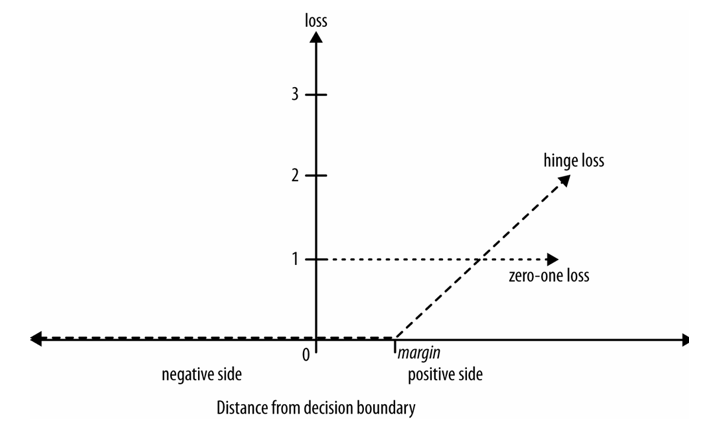 loss
3
hinge loss
2
1
zero-one loss
0
margin
negative side
positive side
Distance from decision boundary